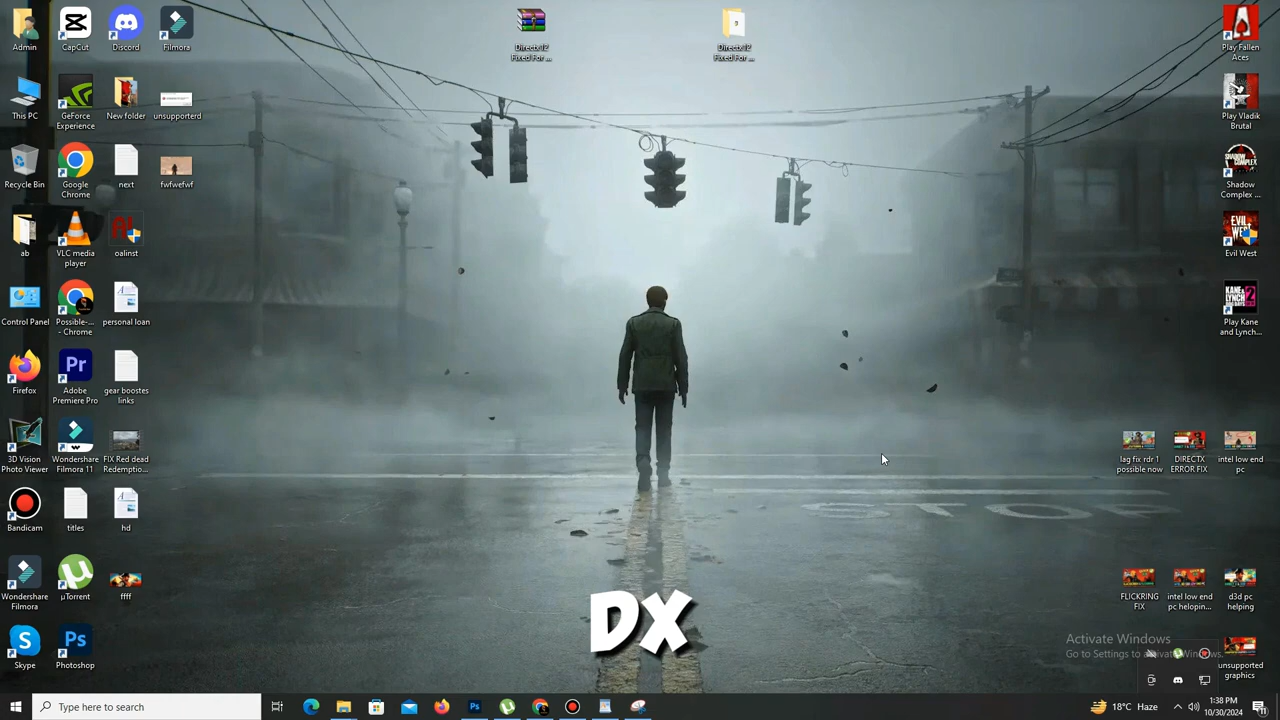 Admin
CapCut
Discord
Filmora
Directx 12
Fixed For ...
Directx 12
Fixed For ...
Play Fallen
Aces
This PC
GeForce
Experience
New folder
unsupporterd
Play Vladik
Brutal
Recycle Bin
Google
Chrome
next
fwfwefwf
Shadow
Complex ...
ab
VLC media
player
oalinst
Evil West
Control Panel
Possible-...
- Chrome
personal loan
Play Kane
and Lynch...
Firefox
Adobe
Premiere Pro
gear boostes
links
3D Vision
Photo Viewer
Wondershare
Filmora 11
FIX Red dead
Redemptio...
lag fix rdr 1
possible now
DIRECTX
ERROR FIX
intel low end
pc
Bandicam
titles
hd
STOP
Wondershare
Filmora
µTorrent
ffff
FLICKRING
FIX
intel low end
pc helopin...
d3d pc
helping
DX
Skype
Photoshop
Activate Windows
Go to Settings to activate Windows.
unsupported
graphics
Type here to search
18°C Haze
1:38 PM
10/30/2024